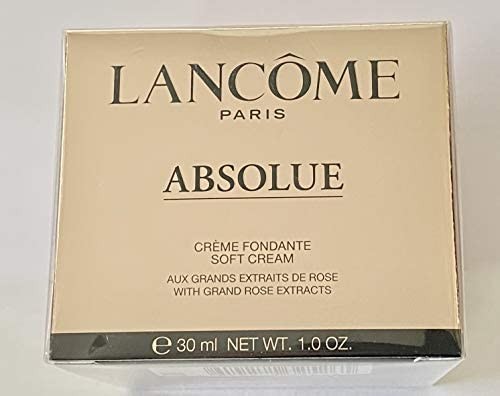 LANCÔME
PARIS
ABSOLUE
CRÈME FONDANTE
SOFT CREAM
AUX GRANDS EXTRAITS DE ROSE
WITH GRAND ROSE EXTRACTS
℮ 30 ml NET WT. 1.0 OZ.